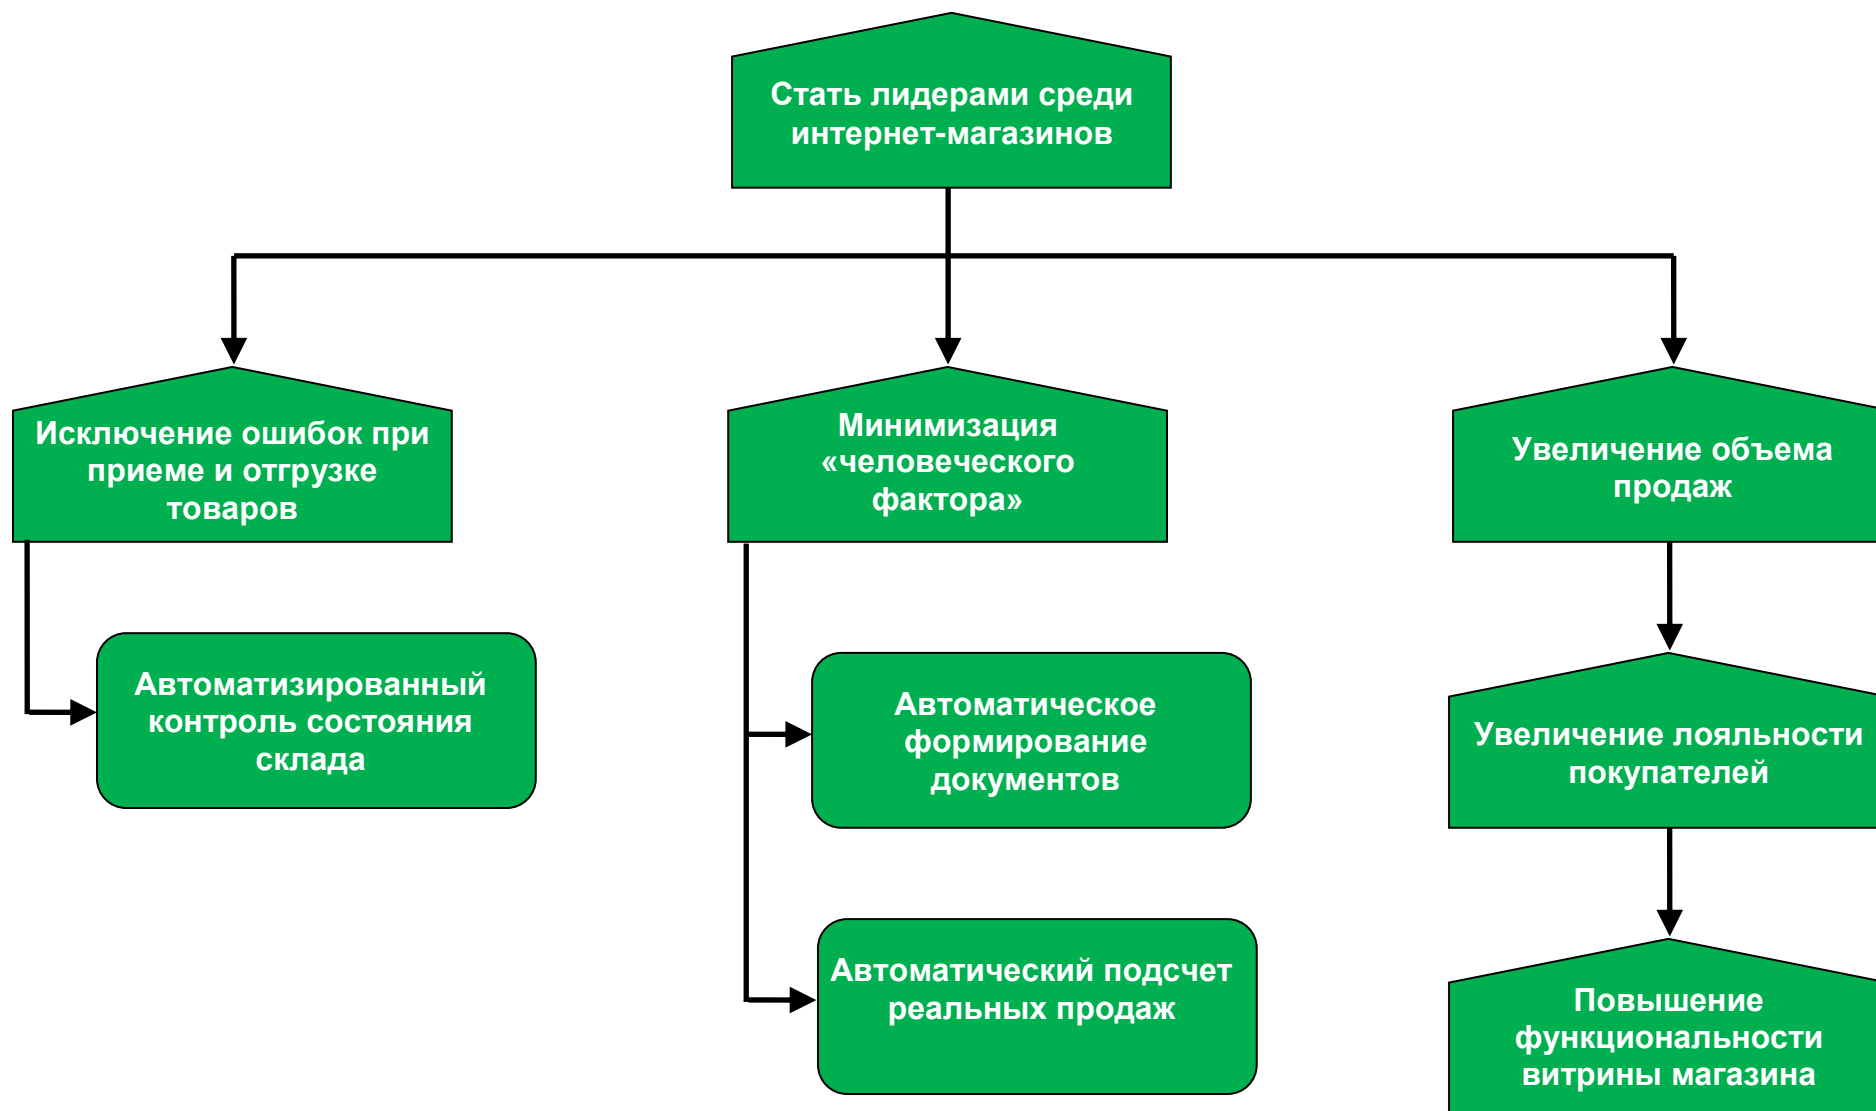 Стать лидерами среди
интернет-магазинов
Исключение ошибок при
приеме и отгрузке
товаров
Минимизация
«человеческого
фактора»
Увеличение объема
продаж
Автоматизированный
контроль состояния
склада
Автоматическое
формирование
документов
Увеличение лояльности
покупателей
Автоматический подсчет
реальных продаж
Повышение
функциональности
витрины магазина